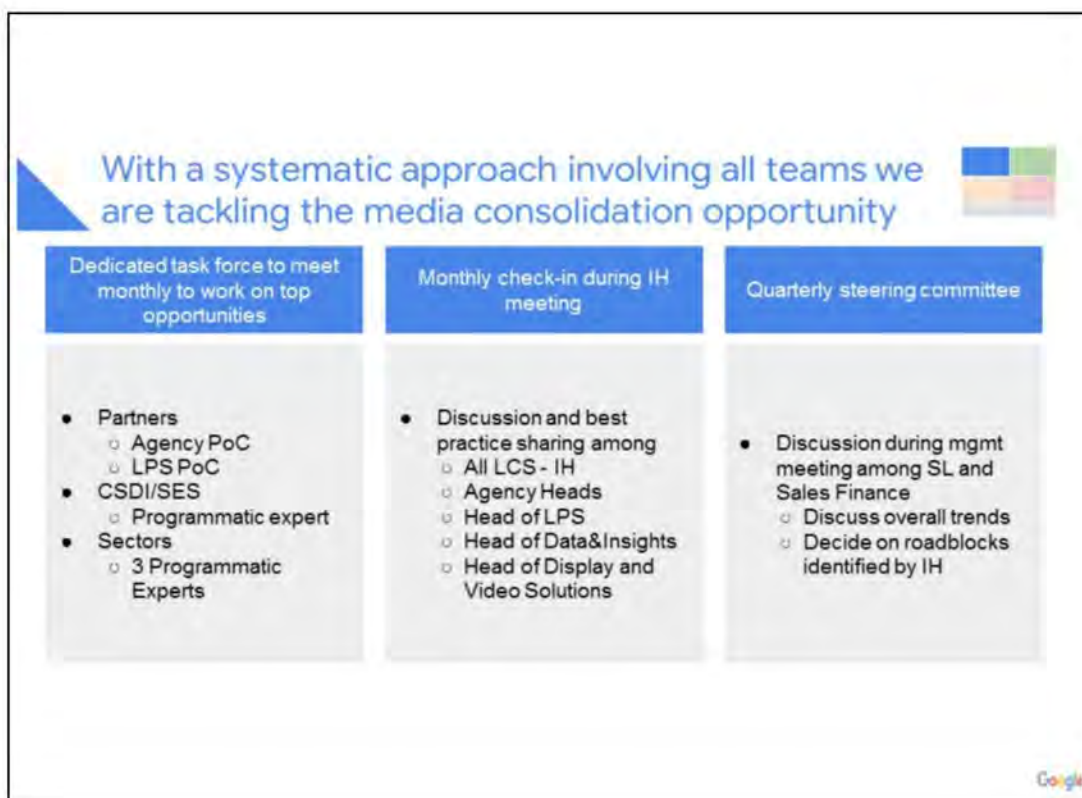 With a systematic approach involving all teams we
are tackling the media consolidation opportunity
Dedicated task force to meet
monthly to work on top
opportunities
● Partners
○ Agency PoC
○ LPS PoC
● CSDI/SES
○ Programmatic expert
● Sectors
○ 3 Programmatic
Experts
Monthly check-in during IH
meeting
● Discussion and best
practice sharing among
○ All LCS - IH
○ Agency Heads
○ Head of LPS
○ Head of Data&Insights
○ Head of Display and
Video Solutions
Quarterly steering committee
● Discussion during mgmt
meeting among SL and
Sales Finance
○ Discuss overall trends
○ Decide on roadblocks
identified by IH
Google